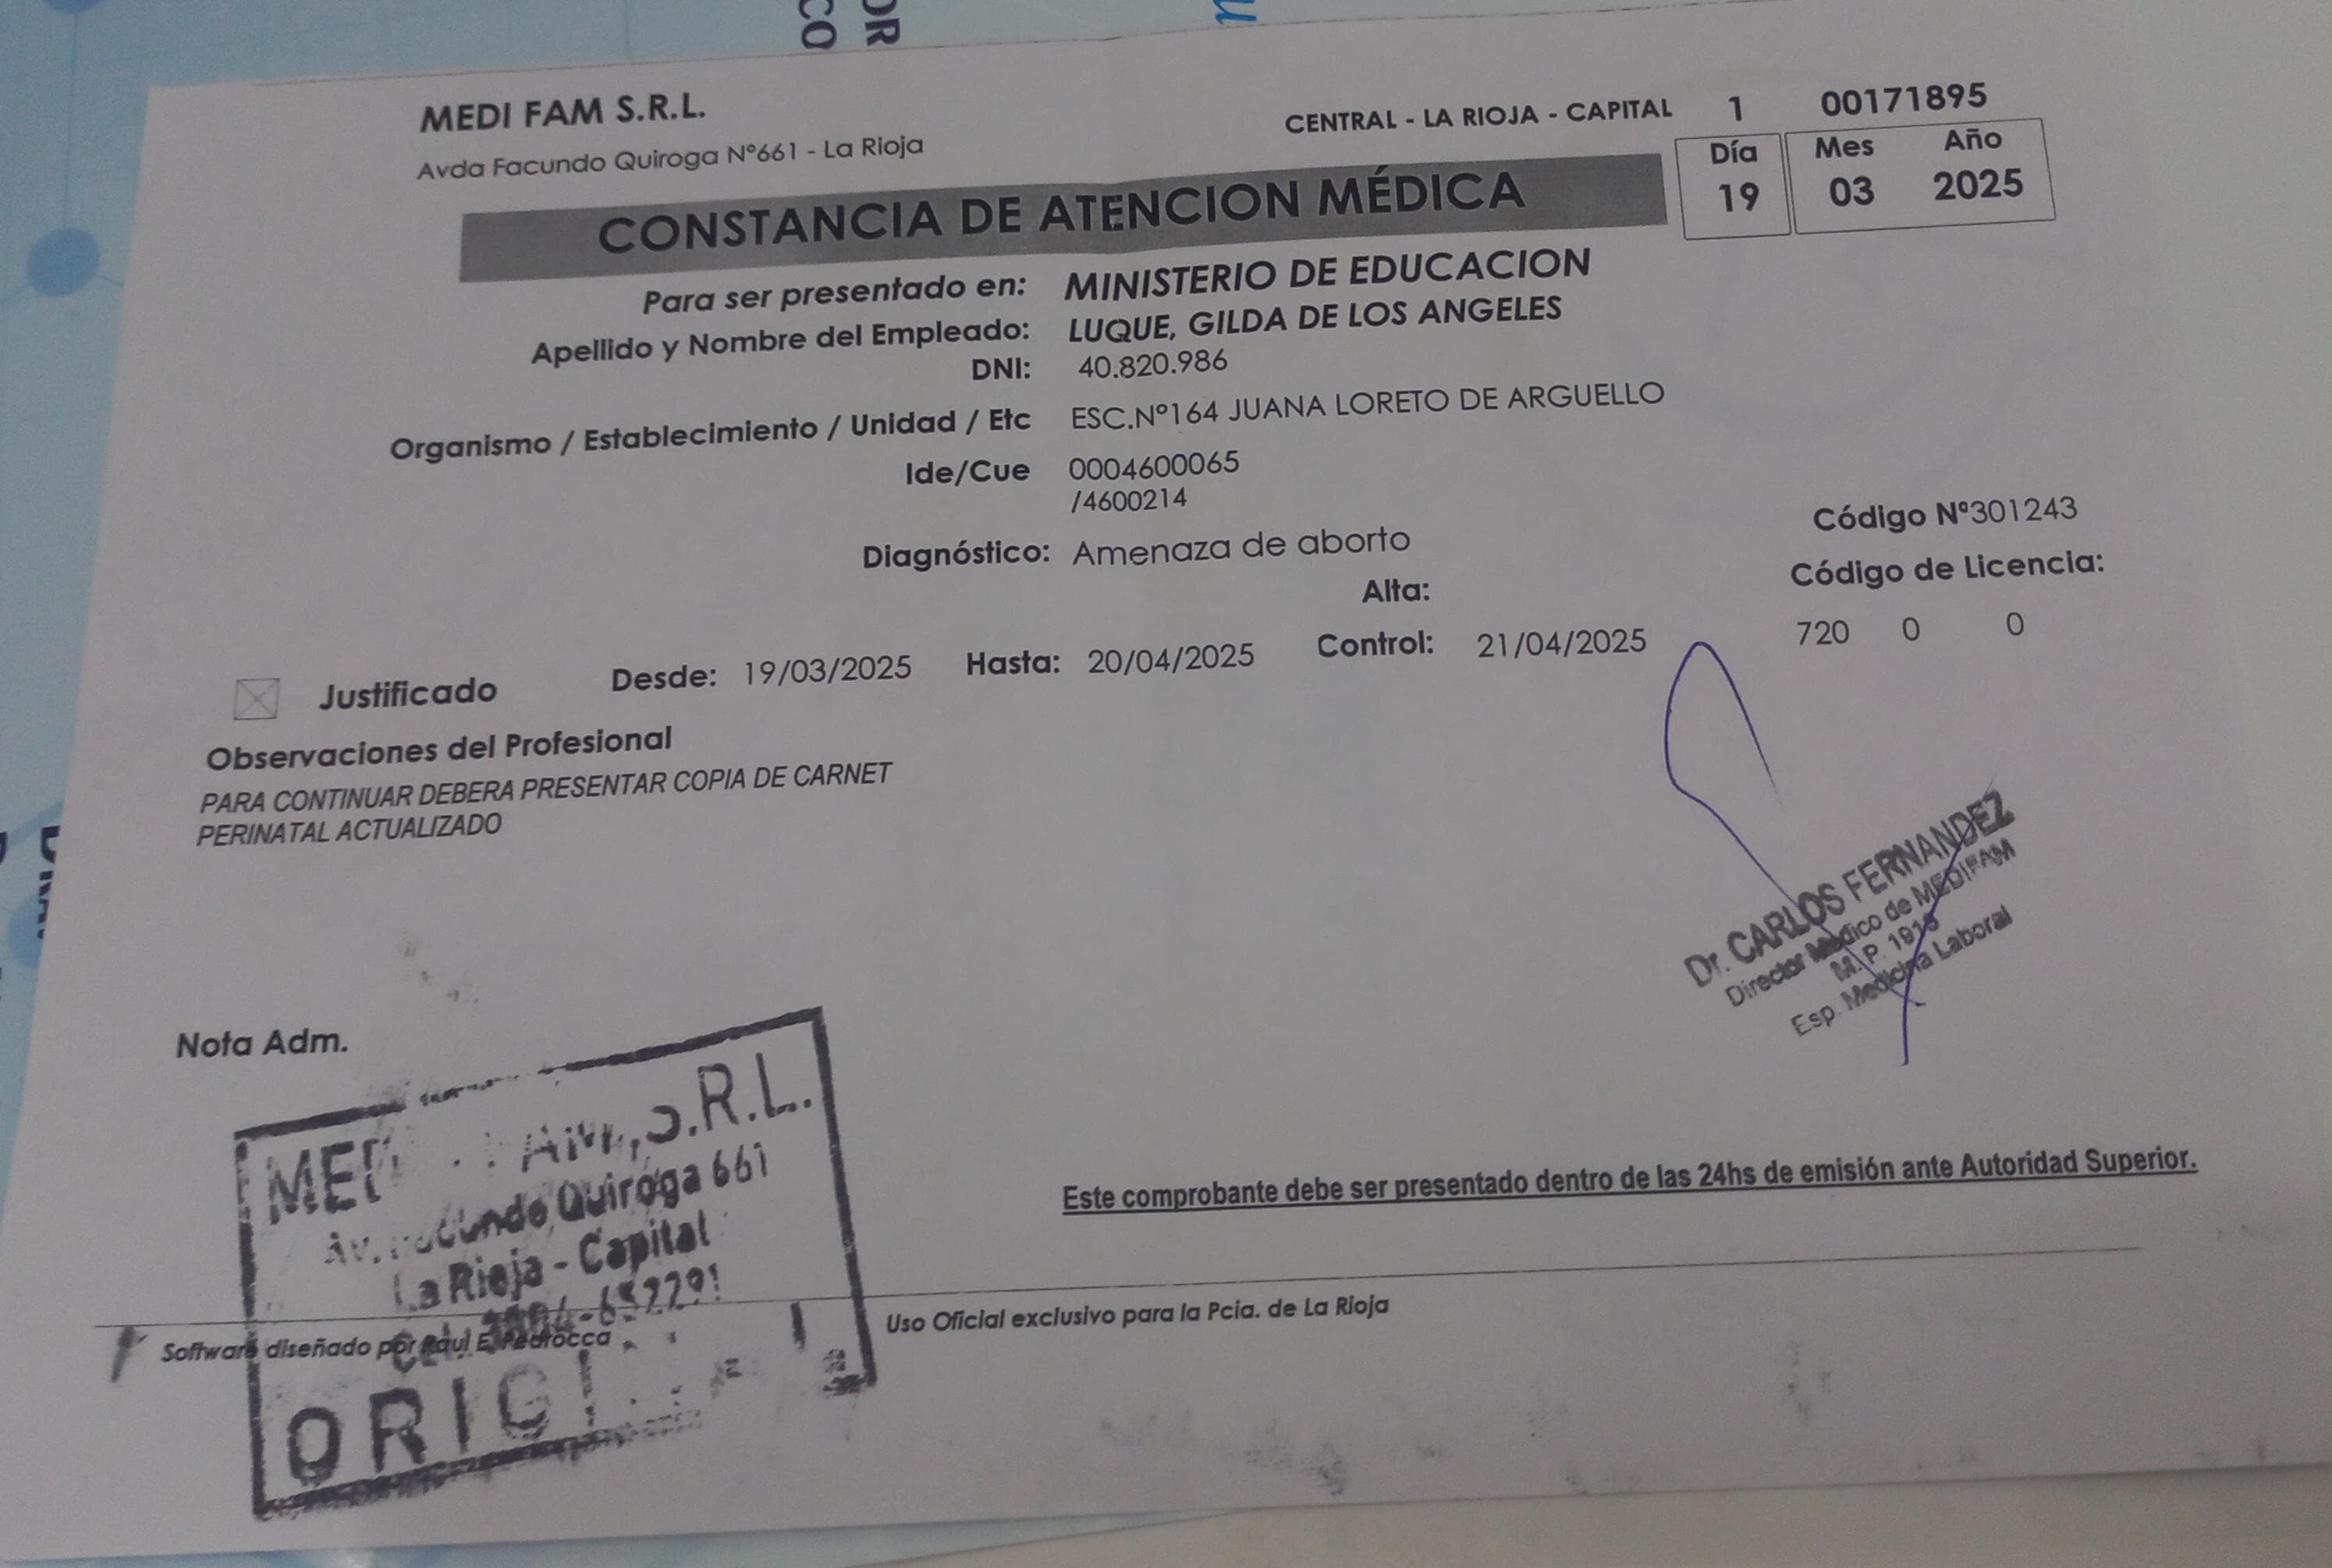 CO
OR
MEDI FAM S.R.L.
Avda Facundo Quiroga Nº661 - La Rioja
CENTRAL - LA RIOJA - CAPITAL 1 00171895
Día Mes Año
19 03 2025
CONSTANCIA DE ATENCION MÉDICA
Para ser presentado en: MINISTERIO DE EDUCACION
Apellido y Nombre del Empleado: LUQUE, GILDA DE LOS ANGELES
DNI: 40.820.986
Organismo / Establecimiento / Unidad / Etc ESC.Nº164 JUANA LORETO DE ARGUELLO
Ide/Cue 0004600065
/4600214
Código Nº301243
Diagnóstico: Amenaza de aborto
Código de Licencia:
Alta:
720 0 0
Justificado Desde: 19/03/2025 Hasta: 20/04/2025 Control: 21/04/2025
Observaciones del Profesional
PARA CONTINUAR DEBERA PRESENTAR COPIA DE CARNET
PERINATAL ACTUALIZADO
Dr. CARLOS FERNANDEZ
Director Médico de MEDIFAM
M. P. 1916
Esp. Medicina Laboral
Nota Adm.
S.R.L.
Quiroga 661
La Rioja - Capital
Este comprobante debe ser presentado dentro de las 24hs de emisión ante Autoridad Superior.
Software diseñado por Raul E. Uso Oficial exclusivo para la Pcia. de La Rioja